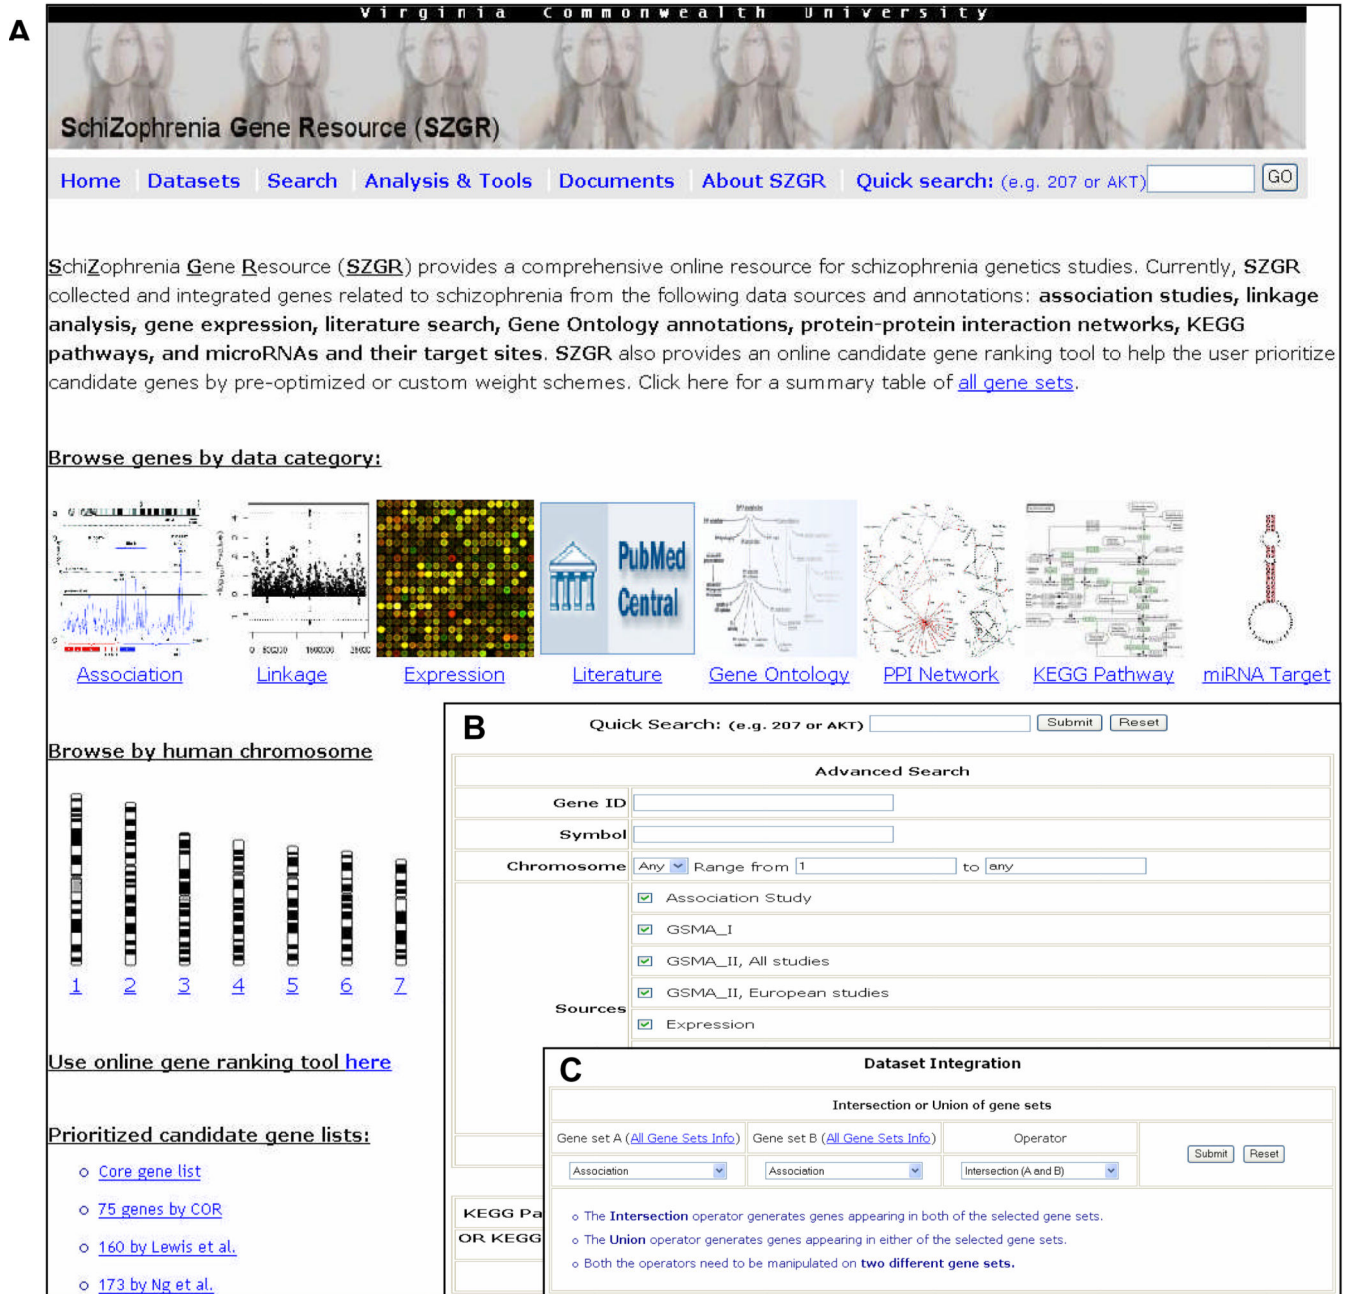 Virginia Commonwealth University
A
SchiZophrenia Gene Resource (SZGR)
Home Datasets Search Analysis & Tools Documents About SZGR Quick search: (e.g. 207 or AKT) GO
SchiZophrenia Gene Resource (SZGR) provides a comprehensive online resource for schizophrenia genetics studies. Currently, SZGR
collected and integrated genes related to schizophrenia from the following data sources and annotations: association studies, linkage
analysis, gene expression, literature search, Gene Ontology annotations, protein-protein interaction networks, KEGG
pathways, and microRNAs and their target sites. SZGR also provides an online candidate gene ranking tool to help the user prioritize
candidate genes by pre-optimized or custom weight schemes. Click here for a summary table of all gene sets.
Browse genes by data category:
PubMed
Central
Association Linkage Expression Literature Gene Ontology PPI Network KEGG Pathway miRNA Target
Browse by human chromosome
1 2 3 4 5 6 7
Use online gene ranking tool here
Prioritized candidate gene lists:
Core gene list
75 genes by COR
160 by Lewis et al.
173 by Ng et al.
B
Quick Search: (e.g. 207 or AKT) Submit Reset
Advanced Search
Gene ID
Symbol
Chromosome Any Range from 1 to any
Sources
Association Study
GSMA_I
GSMA_II, All studies
GSMA_II, European studies
Expression
KEGG Pa
OR KEGG
C
Dataset Integration
Intersection or Union of gene sets
Gene set A (All Gene Sets Info) Gene set B (All Gene Sets Info) Operator
Association Association Intersection (A and B) Submit Reset
The Intersection operator generates genes appearing in both of the selected gene sets.
The Union operator generates genes appearing in either of the selected gene sets.
Both the operators need to be manipulated on two different gene sets.